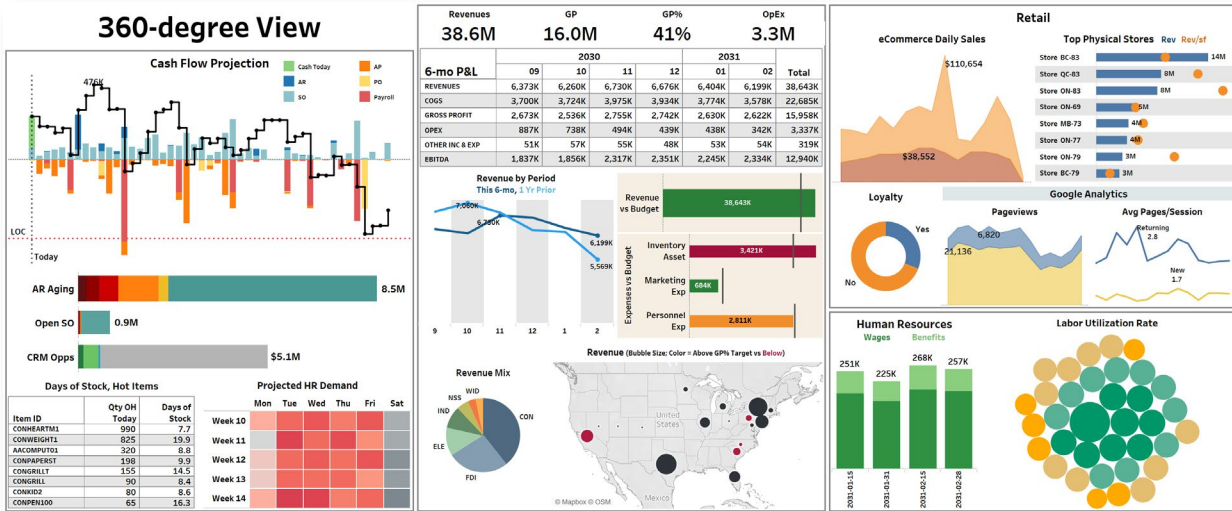 360-degree View
Cash Flow Projection
476K
Cash Today
AR
SO
AP
PO
Payroll
LOC
Today
AR Aging
8.5M
Open SO
0.9M
CRM Opps
$5.1M
Days of Stock, Hot Items
Item ID Qty OH Today Days of Stock
CONHEARTM1 990 7.7
CONWEIGHT1 825 19.9
AACOMPUT01 320 8.8
CONPAPERST 198 9.9
CONGRILLT 155 14.5
CONGRILL 90 8.4
CONKID2 80 8.6
CONPEN100 65 16.3
Projected HR Demand
Mon Tue Wed Thu Fri Sat
Week 10
Week 11
Week 12
Week 13
Week 14
Revenues GP GP% OpEx
38.6M 16.0M 41% 3.3M
2030 2031
6-mo P&L 09 10 11 12 01 02 Total
REVENUES 6,373K 6,260K 6,730K 6,676K 6,404K 6,199K 38,643K
COGS 3,700K 3,724K 3,975K 3,934K 3,774K 3,578K 22,685K
GROSS PROFIT 2,673K 2,536K 2,755K 2,742K 2,630K 2,622K 15,958K
OPEX 887K 738K 494K 439K 438K 342K 3,337K
OTHER INC & EXP 51K 57K 55K 48K 53K 54K 319K
EBITDA 1,837K 1,856K 2,317K 2,351K 2,245K 2,334K 12,940K
Revenue by Period
This 6-mo, 1 Yr Prior
6,730K
6,199K
5,569K
9 10 11 12 1 2
Revenue vs Budget
38,643K
Expenses vs Budget
Inventory Asset
3,421K
Marketing Exp
684K
Personnel Exp
2,811K
Revenue Mix
WID
NSS
IND
ELE
FDI
CON
Revenue (Bubble Size; Color = Above GP% Target vs Below)
United States
Mexico
© Mapbox © OSM
Retail
eCommerce Daily Sales
$110,654
$38,552
Top Physical Stores Rev Rev/sf
Store BC-83 14M
Store QC-83 8M
Store ON-83 8M
Store ON-69 5M
Store MB-73 4M
Store ON-77 4M
Store ON-79 3M
Store BC-79 3M
Loyalty
Yes
No
Google Analytics
Pageviews
6,820
21,136
Avg Pages/Session
Returning
2.8
New
1.7
Human Resources
Wages Benefits
251K
225K
268K
257K
2031-01-15
2031-01-31
2031-02-15
2031-02-28
Labor Utilization Rate